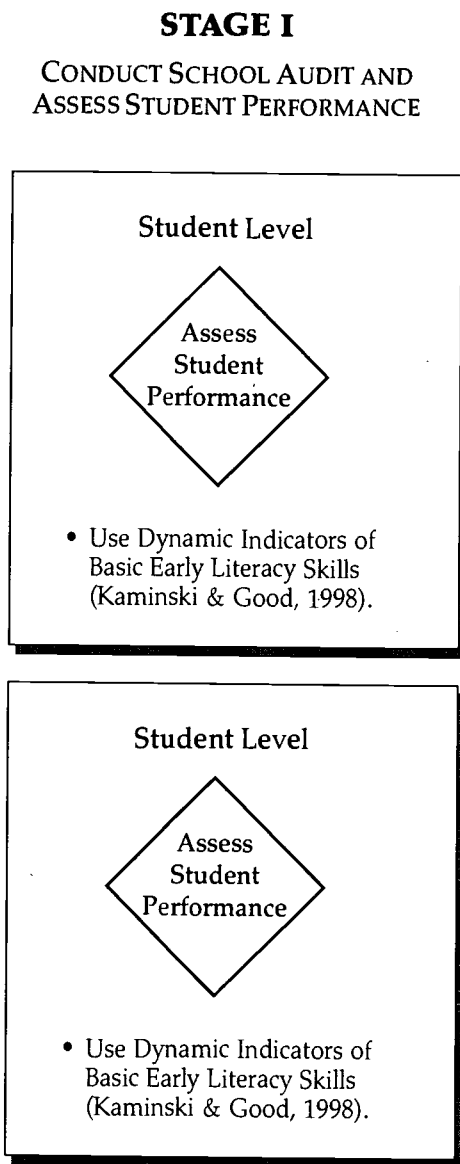 STAGE I
CONDUCT SCHOOL AUDIT AND
ASSESS STUDENT PERFORMANCE
Student Level
Assess
Student
Performance
• Use Dynamic Indicators of
Basic Early Literacy Skills
(Kaminski & Good, 1998).
Student Level
Assess
Student
Performance
• Use Dynamic Indicators of
Basic Early Literacy Skills
(Kaminski & Good, 1998).